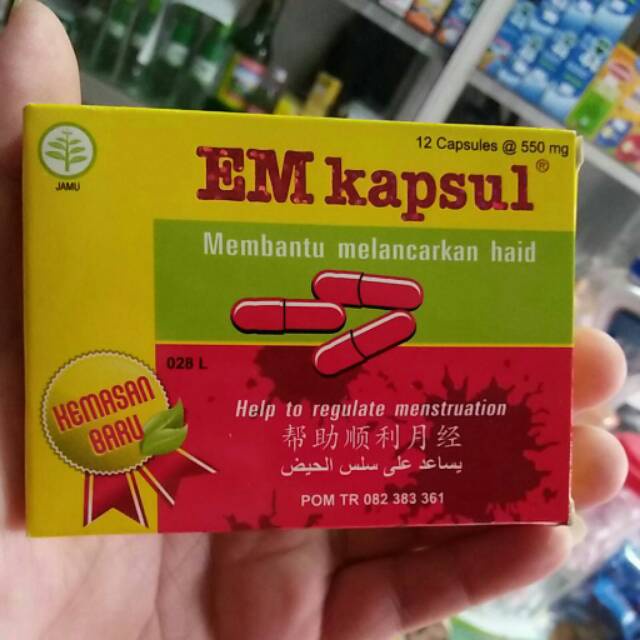 JAMU
12 Capsules @ 550 mg
EM kapsul®
Membantu melancarkan haid
028 L
KEMASAN
BARU
Help to regulate menstruation
帮助顺利月经
يساعد على سلس الحيض
POM TR 082 383 361